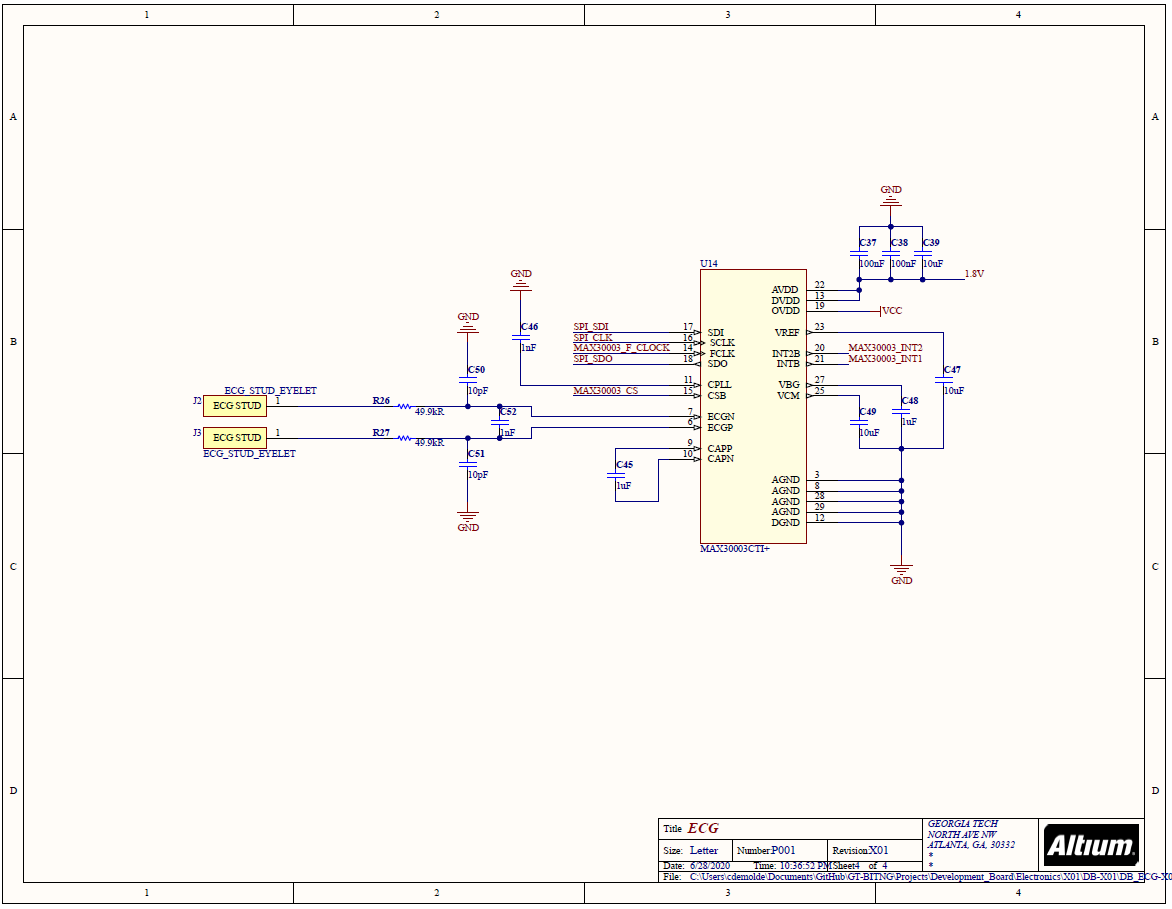 1 2 3 4
A A
B B
C C
D D
GND
C37 C38 C39
100nF 100nF 10uF
1.8V
U14
AVDD 22
DVDD 13
OVDD 19 VCC
GND
C46
1nF
GND
C50
10pF
SPI_SDI 17 SDI
SPI_CLK 16 SCLK
MAX30003_F_CLOCK 14 FCLK
SPI_SDO 18 SDO
11 CPLL
MAX30003_CS 15 CSB
VREF 23
INT2B 20 MAX30003_INT2
INTB 21 MAX30003_INT1
VBG 27
VCM 25
C47
10uF
C48
1uF
C49
10uF
ECG_STUD_EYELET
J2 ECG STUD 1
R26
49.9kR
C52
1nF
J3 ECG STUD 1
R27
49.9kR
ECG_STUD_EYELET
C51
10pF
GND
7 ECGN
6 ECGP
9 CAPP
10 CAPN
C45
1uF
AGND 3
AGND 8
AGND 28
AGND 29
DGND 12
MAX30003CTI+
GND
Title ECG
Size: Letter Number:P001 Revision:X01
Date: 6/28/2020 Time: 10:36:52 PM Sheet4 of 4
File: C:\Users\cdemolde\Documents\GitHub\GT-BITNG\Projects\Development_Board\Electronics\X01\DB-X01\DB_ECG-X0
GEORGIA TECH
NORTH AVE NW
ATLANTA, GA, 30332
*
*
Altıum.
1 2 3 4